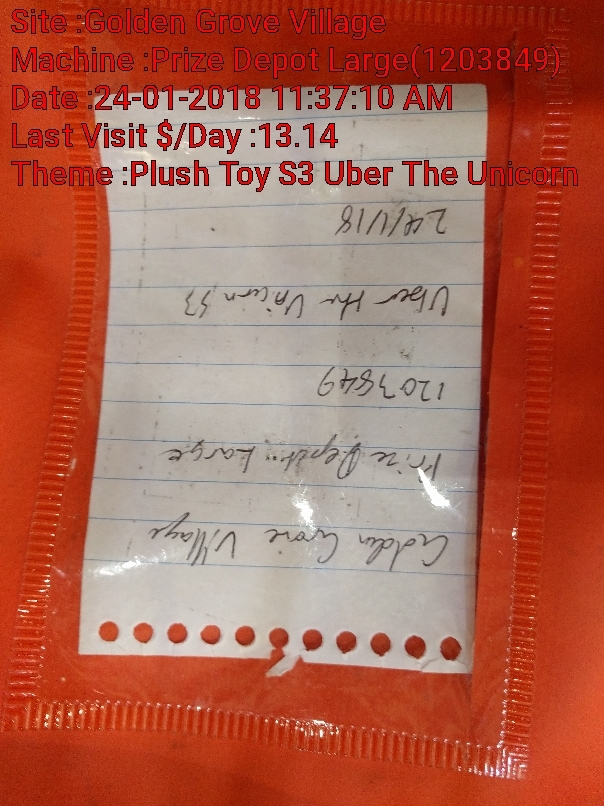 Site :Golden Grove Village
Machine :Prize Depot Large(1203849)
Date :24-01-2018 11:37:10 AM
Last Visit $/Day :13.14
Theme :Plush Toy S3 Uber The Unicorn
Golden Grove Village
Prize Depot Large
1203849
Uber the Unicorn S3
24/1/18